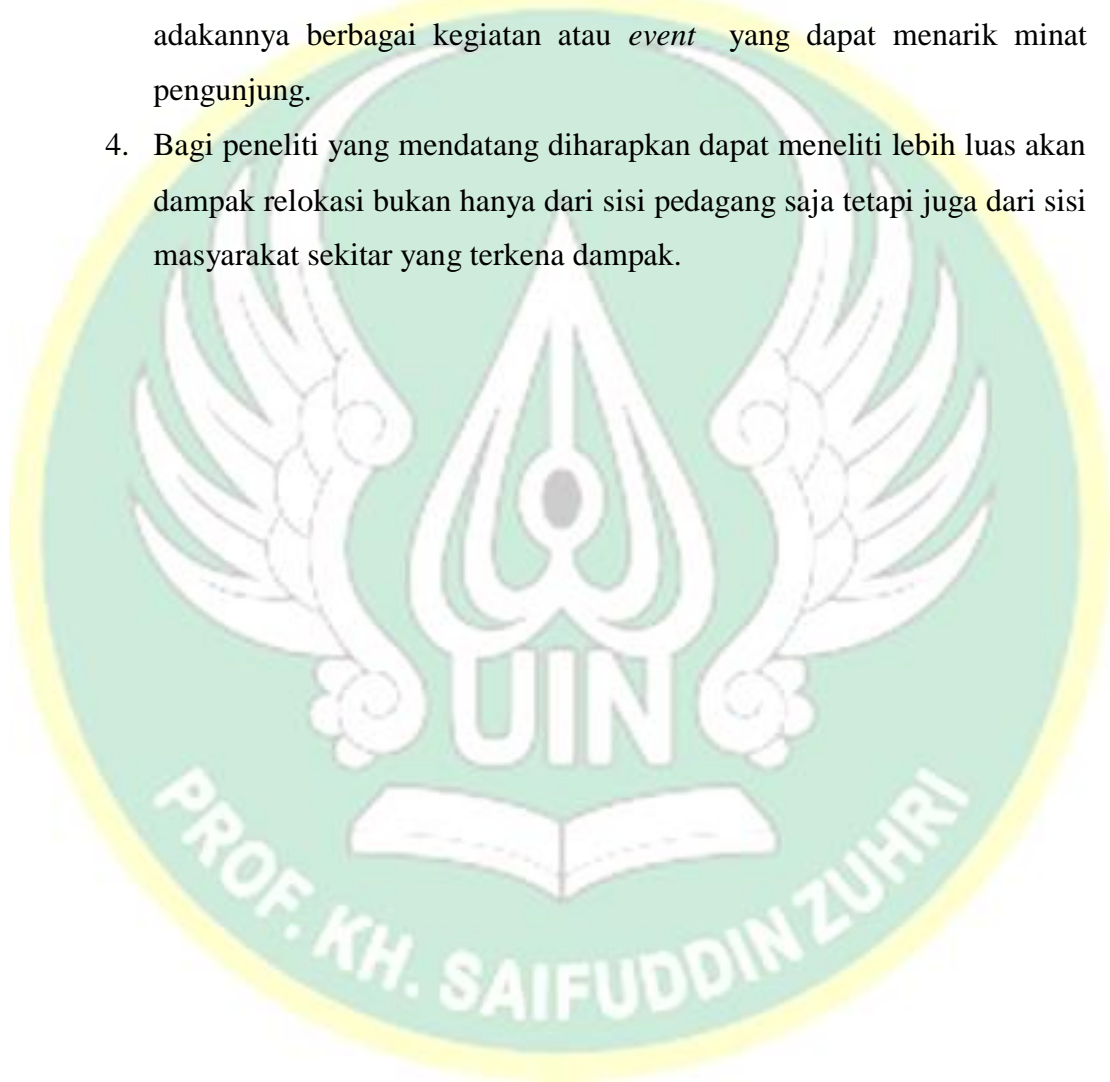 adakannya berbagai kegiatan atau event yang dapat menarik minat
pengunjung.
4. Bagi peneliti yang mendatang diharapkan dapat meneliti lebih luas akan
dampak relokasi bukan hanya dari sisi pedagang saja tetapi juga dari sisi
masyarakat sekitar yang terkena dampak.
UIN
PROF. KH. SAIFUDDIN ZUHRI